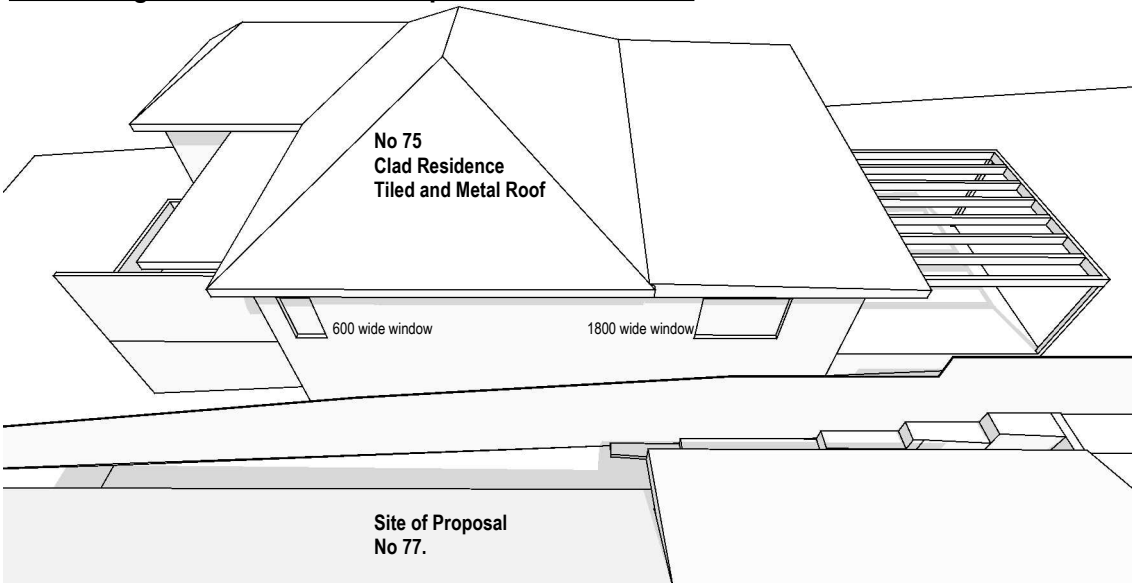 No 75
Clad Residence
Tiled and Metal Roof
600 wide window
1800 wide window
Site of Proposal
No 77.